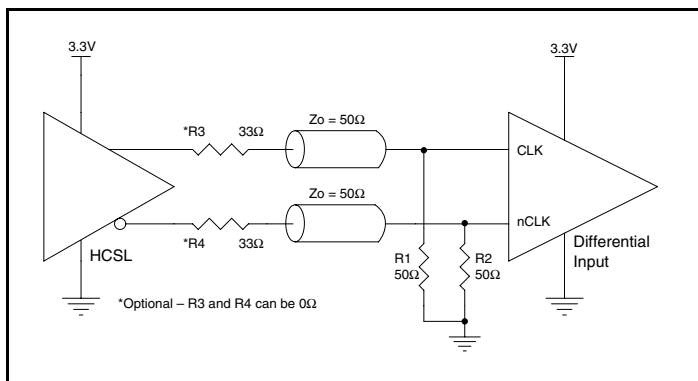 3.3V
3.3V
*R3
33Ω
Zo = 50Ω
CLK
Zo = 50Ω
nCLK
*R4
33Ω
HCSL
R1
50Ω
R2
50Ω
Differential
Input
*Optional – R3 and R4 can be 0Ω